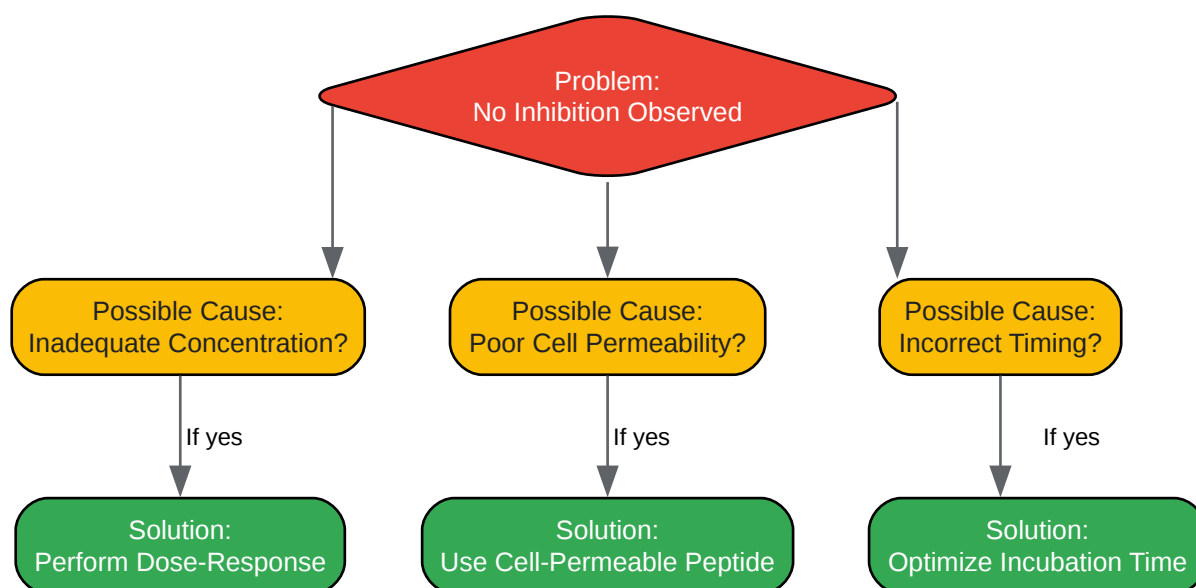 Problem:
No Inhibition Observed
Possible Cause:
Inadequate Concentration?
Possible Cause:
Poor Cell Permeability?
Possible Cause:
Incorrect Timing?
If yes
If yes
If yes
Solution:
Perform Dose-Response
Solution:
Use Cell-Permeable Peptide
Solution:
Optimize Incubation Time